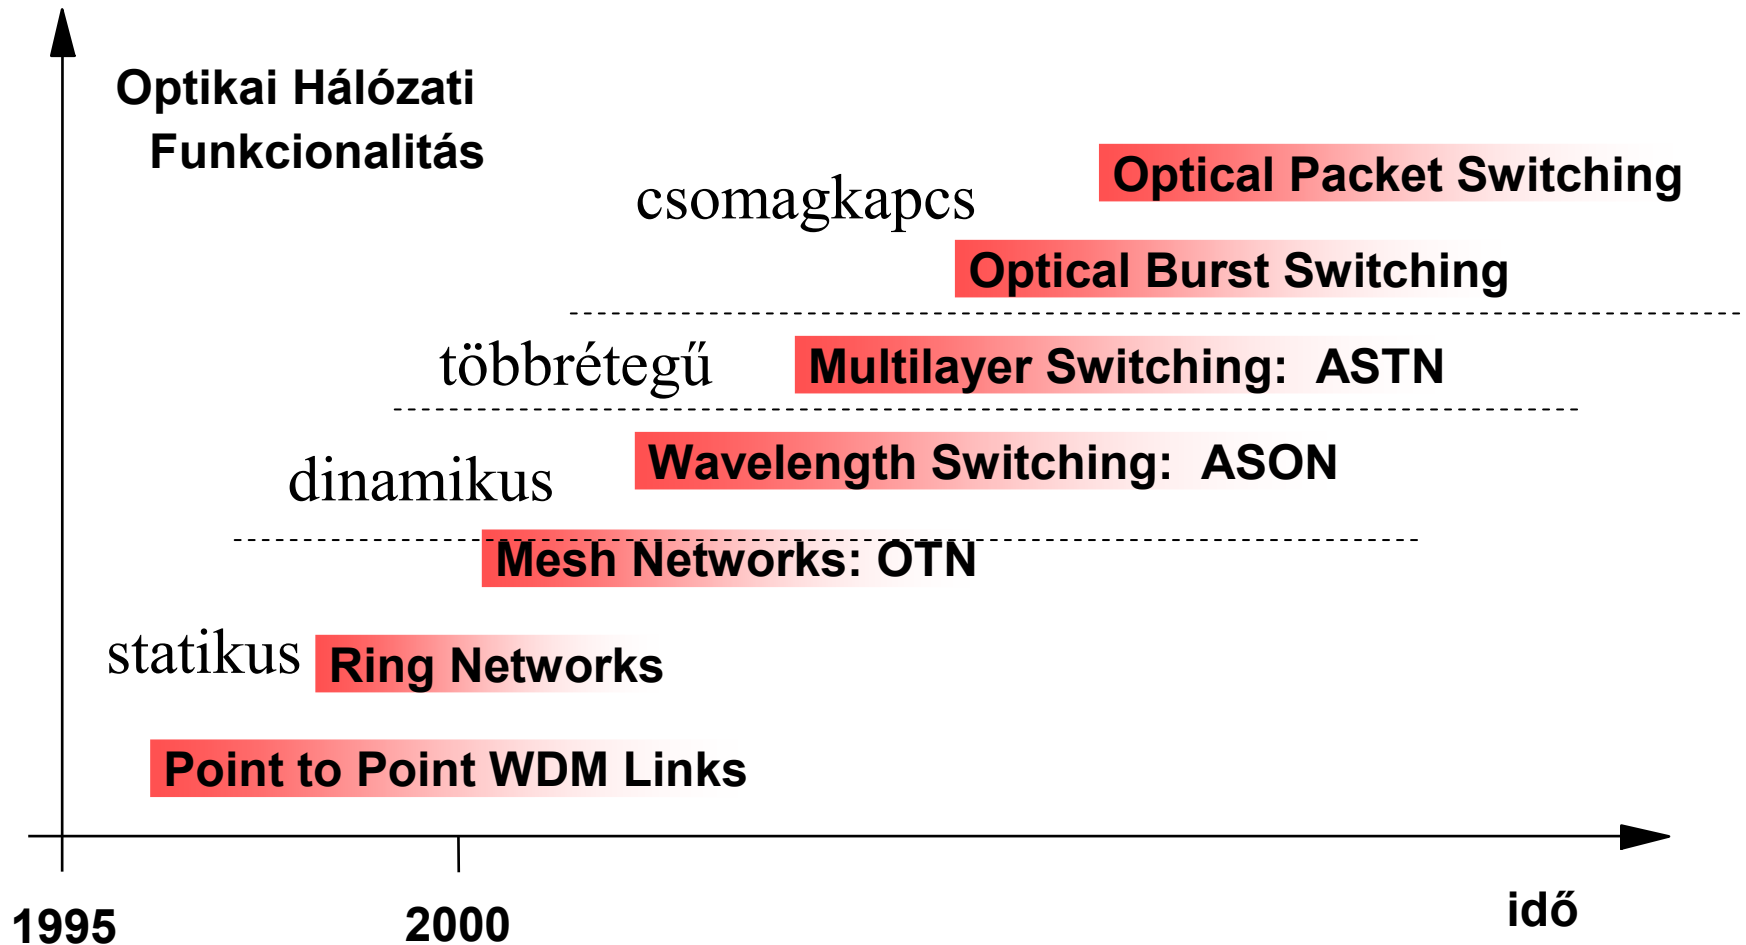 Optikai Hálózati
Funkcionalitás
Optical Packet Switching
csomagkapcs
Optical Burst Switching
többrétegű
Multilayer Switching: ASTN
Wavelength Switching: ASON
dinamikus
Mesh Networks: OTN
statikus
Ring Networks
Point to Point WDM Links
1995
2000
idő